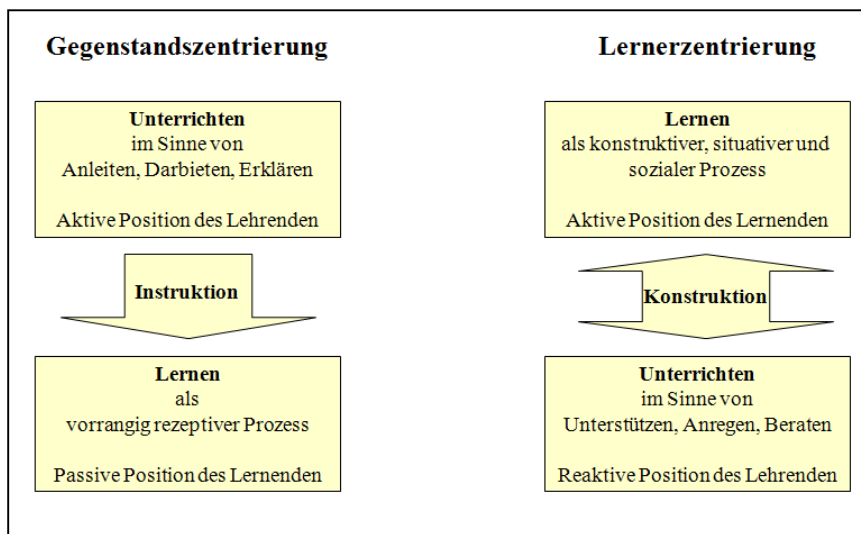 Gegenstandszentrierung
Unterrichten
im Sinne von
Anleiten, Darbieten, Erklären
Aktive Position des Lehrenden
Instruktion
Lernen
als
vorrangig rezeptiver Prozess
Passive Position des Lernenden
Lernerzentrierung
Lernen
als konstruktiver, situativer und
sozialer Prozess
Aktive Position des Lernenden
Konstruktion
Unterrichten
im Sinne von
Unterstützen, Anregen, Beraten
Reaktive Position des Lehrenden